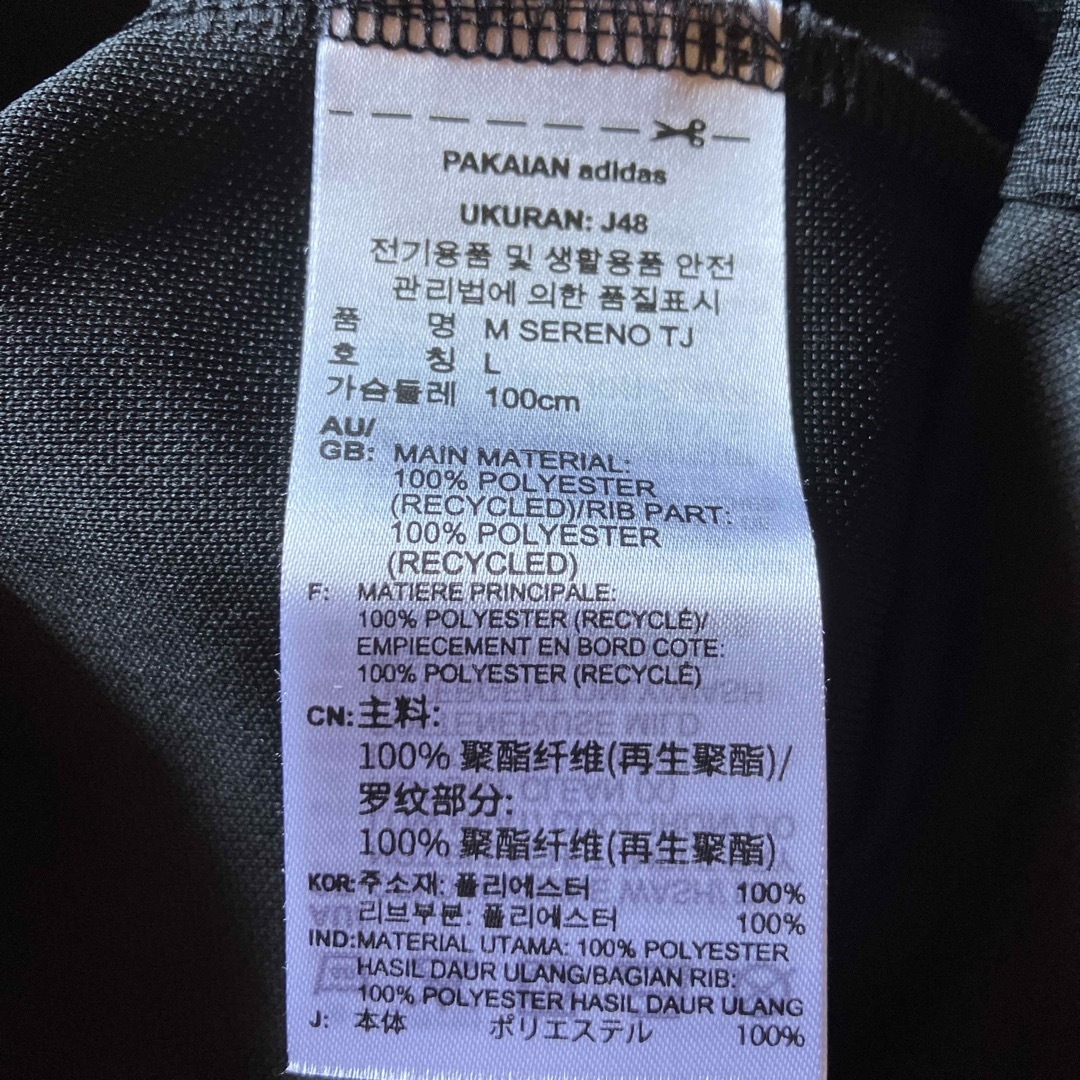 PAKAIAN adidas
UKURAN: J48
전기용품 및 생활용품 안전
관리법에 의한 품질표시
품 명 M SERENO TJ
호 칭 L
가슴둘레 100cm
AU/
GB: MAIN MATERIAL:
100% POLYESTER
(RECYCLED)/RIB PART:
100% POLYESTER
(RECYCLED)
F: MATIERE PRINCIPALE:
100% POLYESTER (RECYCLÉ)/
EMPIECEMENT EN BORD COTE:
100% POLYESTER (RECYCLÉ)
CN: 主料:
100% 聚酯纤维(再生聚酯)/
罗纹部分:
100% 聚酯纤维(再生聚酯)
KOR: 주소재: 폴리에스터 100%
리브부분: 폴리에스터 100%
IND: MATERIAL UTAMA: 100% POLYESTER
HASIL DAUR ULANG/BAGIAN RIB:
100% POLYESTER HASIL DAUR ULANG
J: 本体 ポリエステル 100%